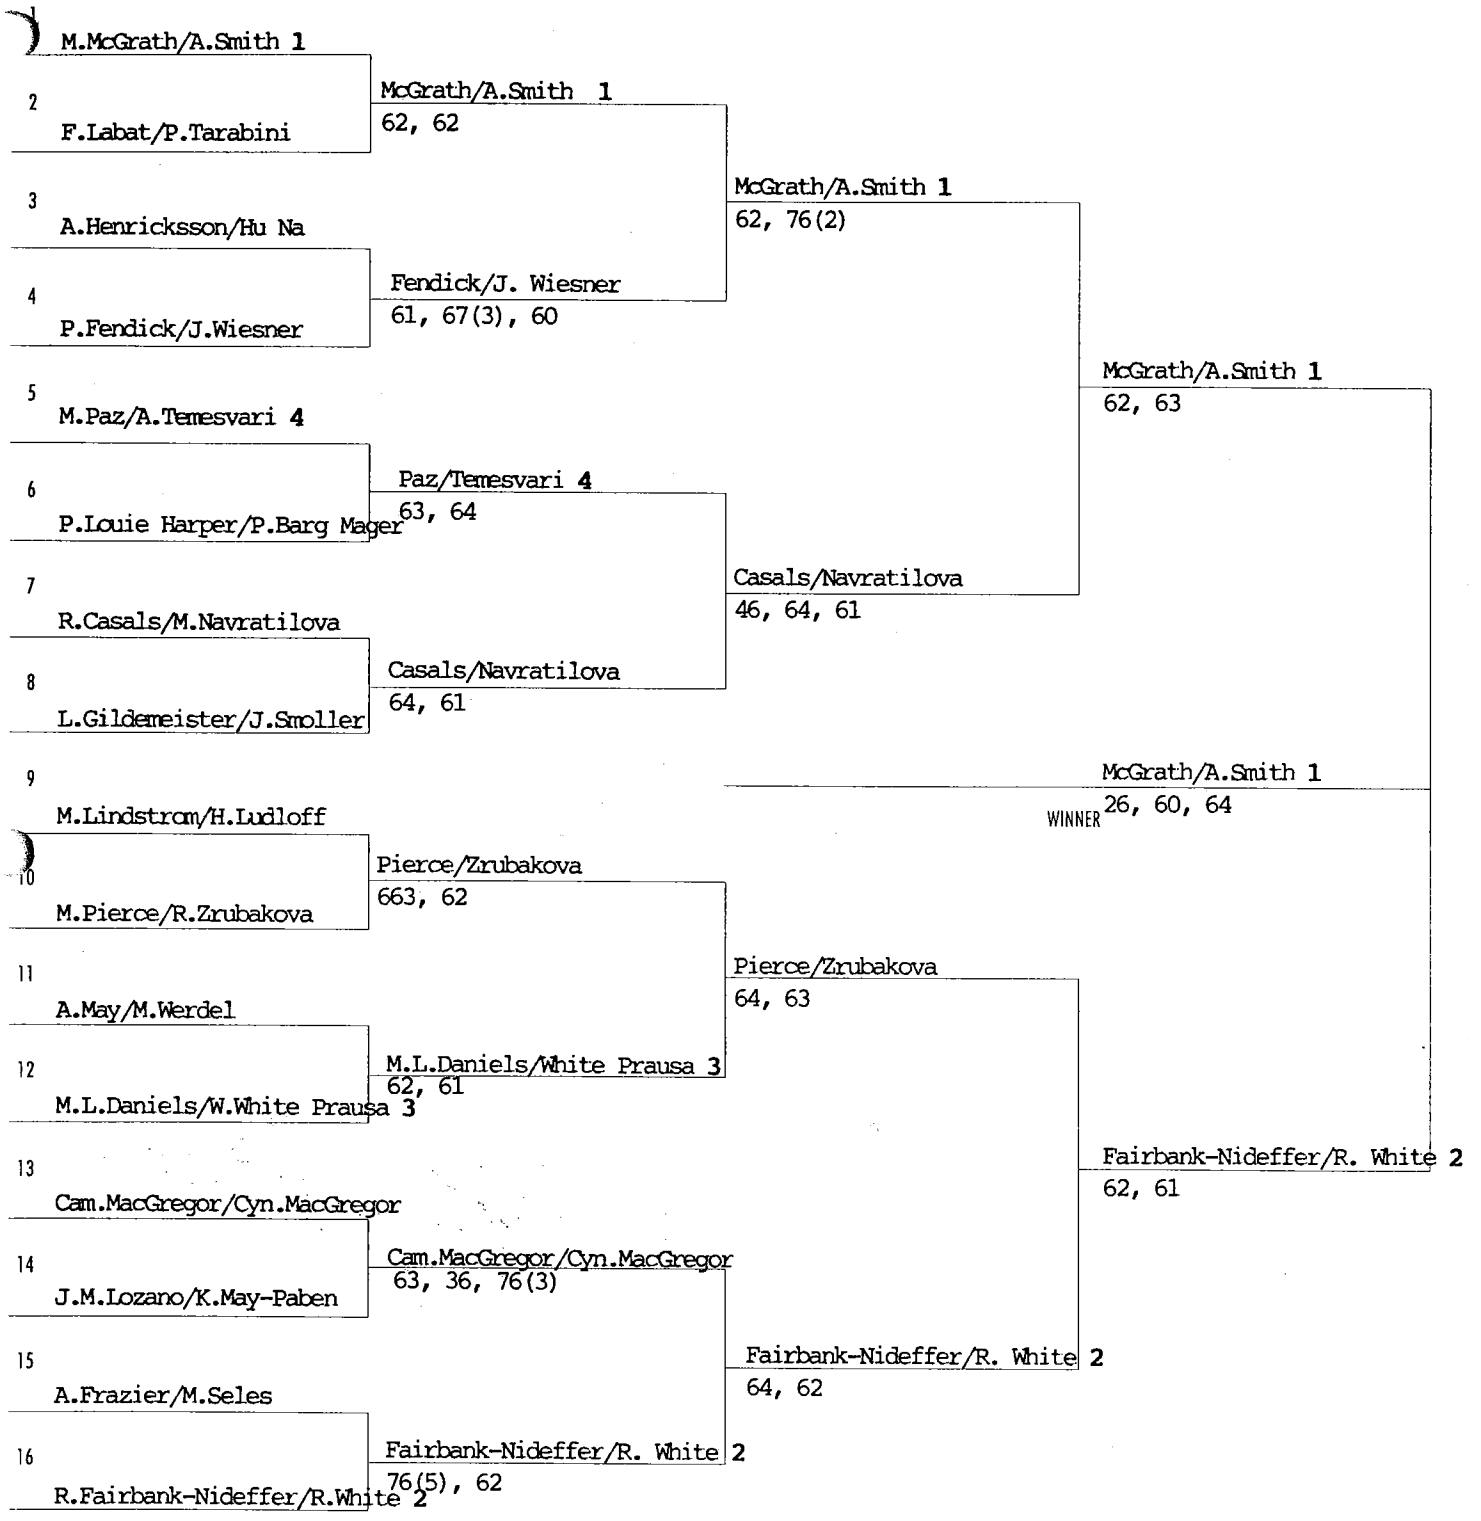 1
M.McGrath/A.Smith 1
2
F.Labat/P.Tarabini
3
A.Henricksson/Hu Na
4
P.Fendick/J.Wiesner
5
M.Paz/A.Temesvari 4
6
P.Louie Harper/P.Barg Mager
7
R.Casals/M.Navratilova
8
L.Gildemeister/J.Smoller
9
M.Lindstrom/H.Ludloff
10
M.Pierce/R.Zrubakova
11
A.May/M.Werdel
12
M.L.Daniels/W.White Prausa 3
13
Cam.MacGregor/Cyn.MacGregor
14
J.M.Lozano/K.May-Paben
15
A.Frazier/M.Seles
16
R.Fairbank-Nideffer/R.White 2
McGrath/A.Smith 1
62, 62
Fendick/J. Wiesner
61, 67(3), 60
Paz/Temesvari 4
63, 64
Casals/Navratilova
64, 61
Pierce/Zrubakova
663, 62
M.L.Daniels/White Prausa 3
62, 61
Cam.MacGregor/Cyn.MacGregor
63, 36, 76(3)
Fairbank-Nideffer/R. White 2
76(5), 62
McGrath/A.Smith 1
62, 76(2)
Casals/Navratilova
46, 64, 61
Pierce/Zrubakova
64, 63
Fairbank-Nideffer/R. White 2
64, 62
McGrath/A.Smith 1
62, 63
Fairbank-Nideffer/R. White 2
62, 61
McGrath/A.Smith 1
WINNER 26, 60, 64